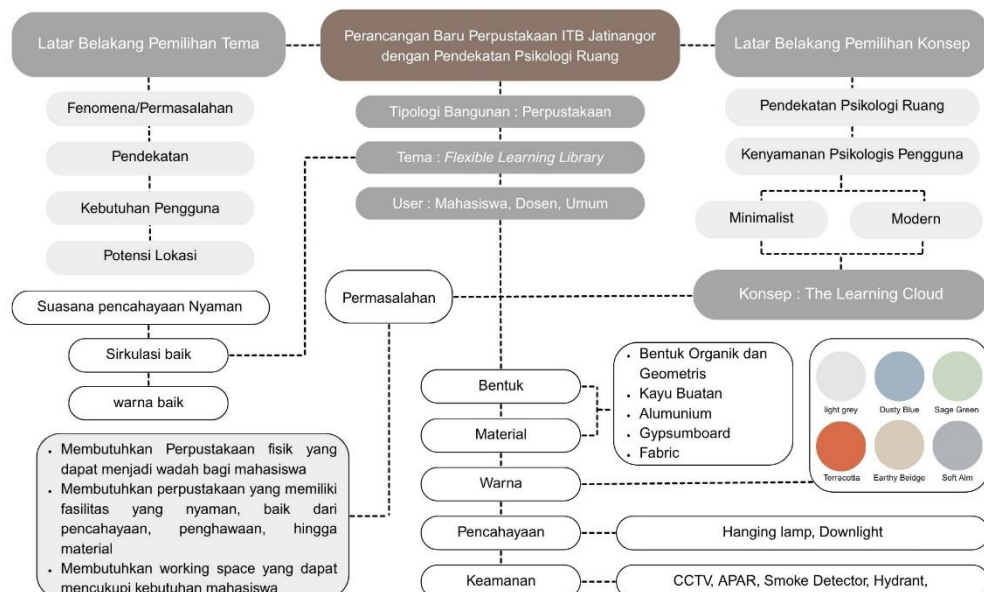 Latar Belakang Pemilihan Tema
Perancangan Baru Perpustakaan ITB Jatinangor
dengan Pendekatan Psikologi Ruang
Latar Belakang Pemilihan Konsep
Fenomena/Permasalahan
Pendekatan
Kebutuhan Pengguna
Potensi Lokasi
Tipologi Bangunan : Perpustakaan
Tema : Flexible Learning Library
User : Mahasiswa, Dosen, Umum
Pendekatan Psikologi Ruang
Kenyamanan Psikologis Pengguna
Minimalist
Modern
Konsep : The Learning Cloud
Permasalahan
Suasana pencahayaan Nyaman
Sirkulasi baik
warna baik
• Membutuhkan Perpustakaan fisik yang
dapat menjadi wadah bagi mahasiswa
• Membutuhkan perpustakaan yang memiliki
fasilitas yang nyaman, baik dari
pencahayaan, penghawaan, hingga
material
• Membutuhkan working space yang dapat
mencukupi kebutuhan mahasiswa
Bentuk
Material
Warna
Pencahayaan
Keamanan
• Bentuk Organik dan
Geometris
• Kayu Buatan
• Alumunium
• Gypsumboard
• Fabric
light grey
Dusty Blue
Sage Green
Terracotta
Earthy Beidge
Soft Alm
Hanging lamp, Downlight
CCTV, APAR, Smoke Detector, Hydrant,